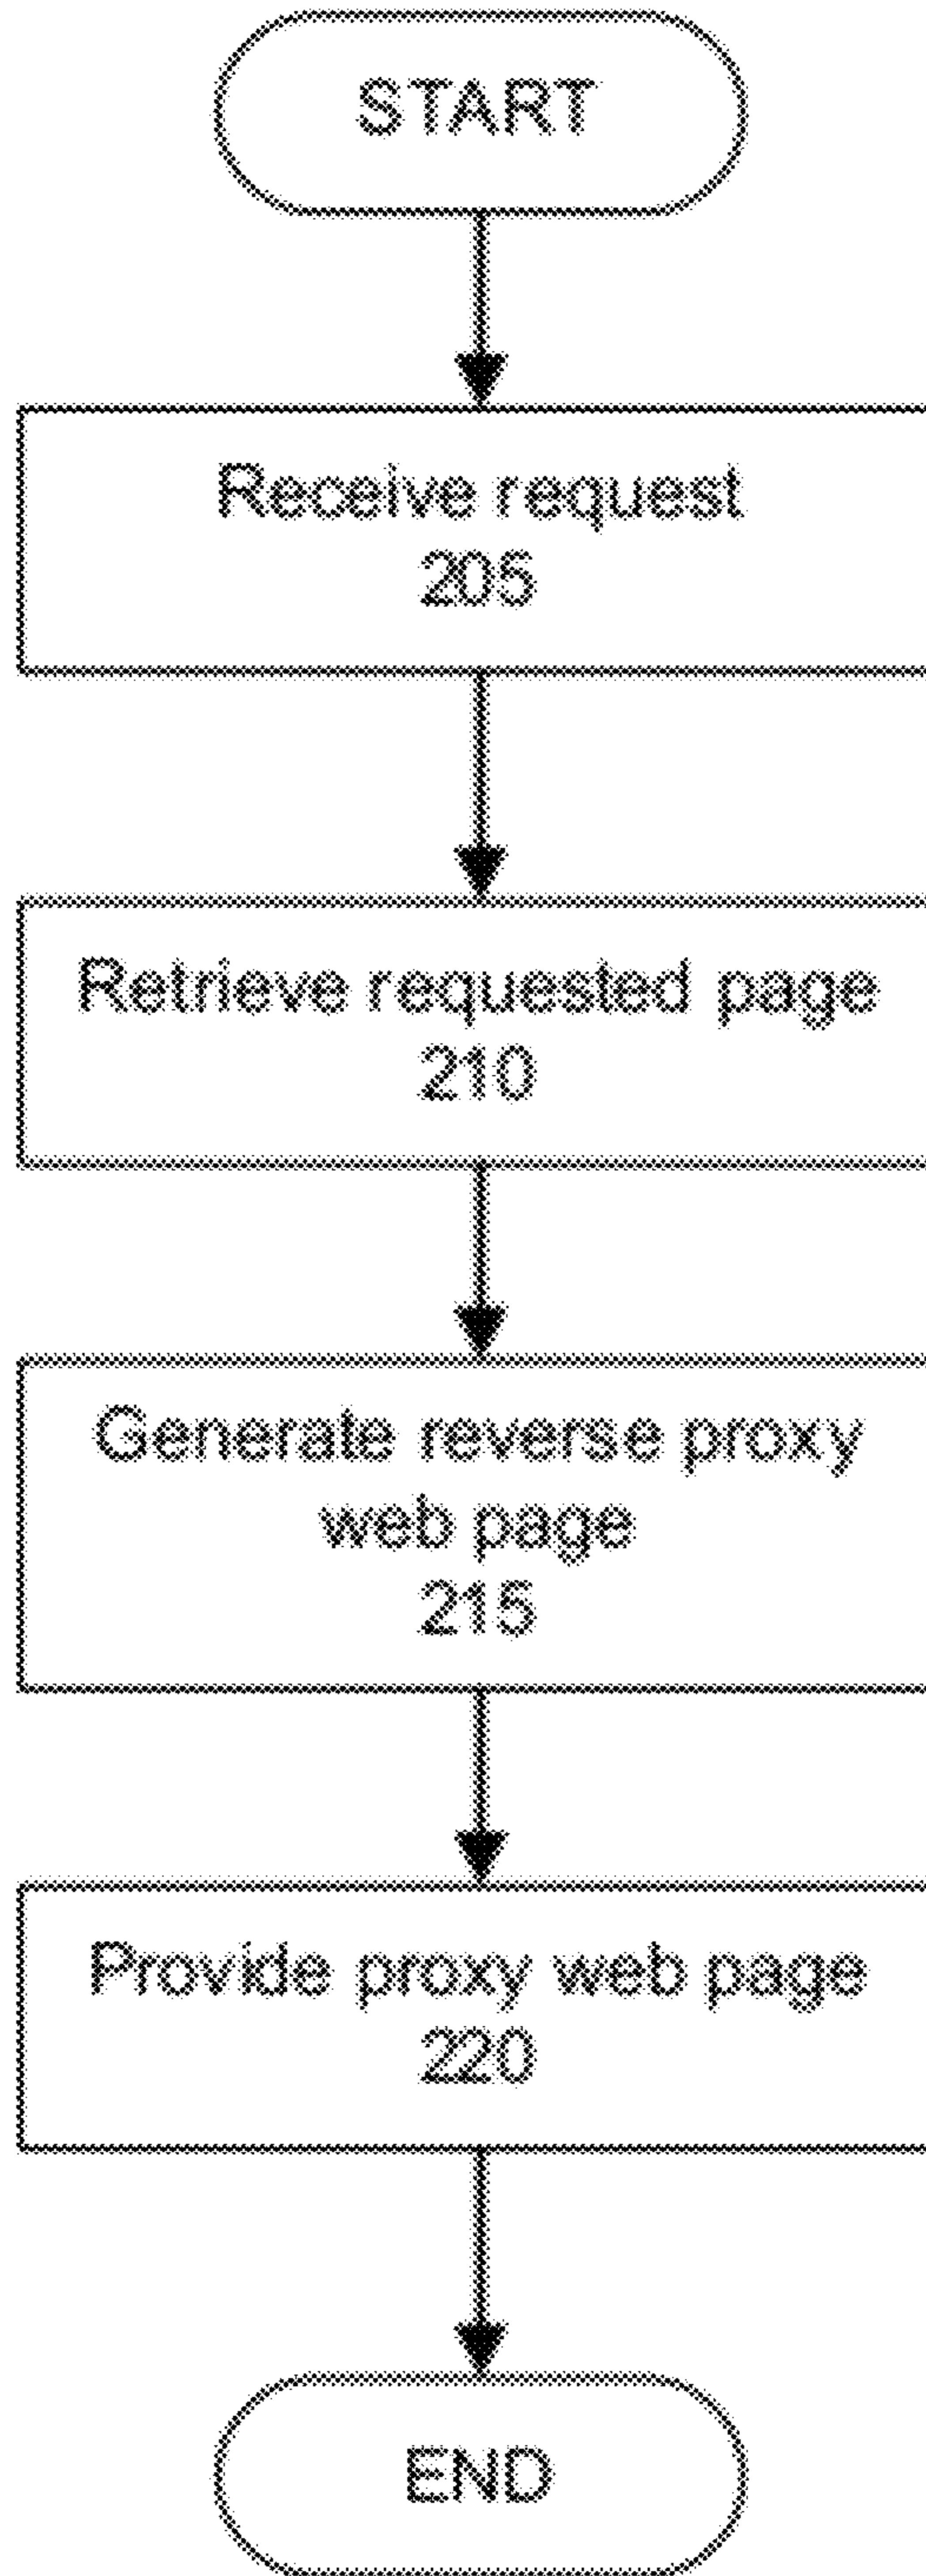 START
Receive request
205
Retrieve requested page
210
Generate reverse proxy
web page
215
Provide proxy web page
220
END